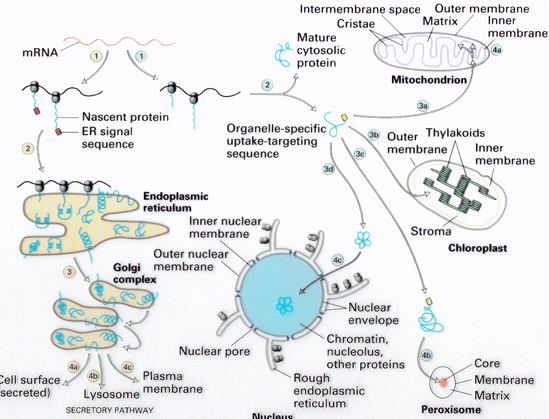 mRNA
1
1
Nascent protein
ER signal
sequence
2
Endoplasmic
reticulum
3
Golgi
complex
4a
4b
4c
Cell surface
(secreted)
Lysosome
Plasma
membrane
SECRETORY PATHWAY
2
Mature
cytosolic
protein
Organelle-specific
uptake-targeting
sequence
3a
3b
3c
3d
Intermembrane space
Cristae
Matrix
Outer membrane
Inner
membrane
4a
Mitochondrion
Outer
membrane
Thylakoids
Inner
membrane
Stroma
Chloroplast
Inner nuclear
membrane
Outer nuclear
membrane
4c
Nuclear
envelope
Chromatin,
nucleolus,
other proteins
Nuclear pore
Rough
endoplasmic
reticulum
Nucleus
4b
Core
Membrane
Matrix
Peroxisome